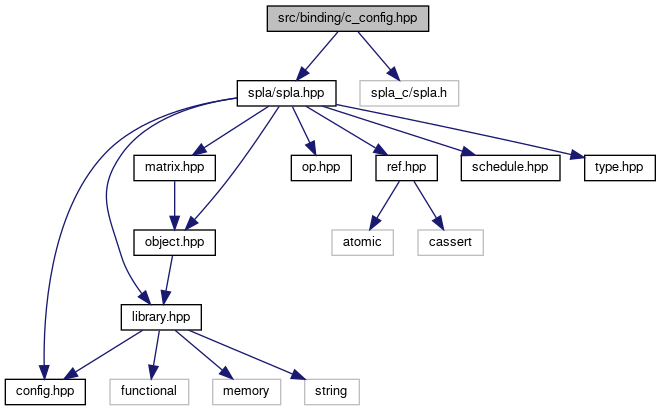 src/binding/c_config.hpp
spla/spla.hpp
spla_c/spla.h
matrix.hpp
op.hpp
ref.hpp
schedule.hpp
type.hpp
object.hpp
atomic
cassert
library.hpp
config.hpp
functional
memory
string